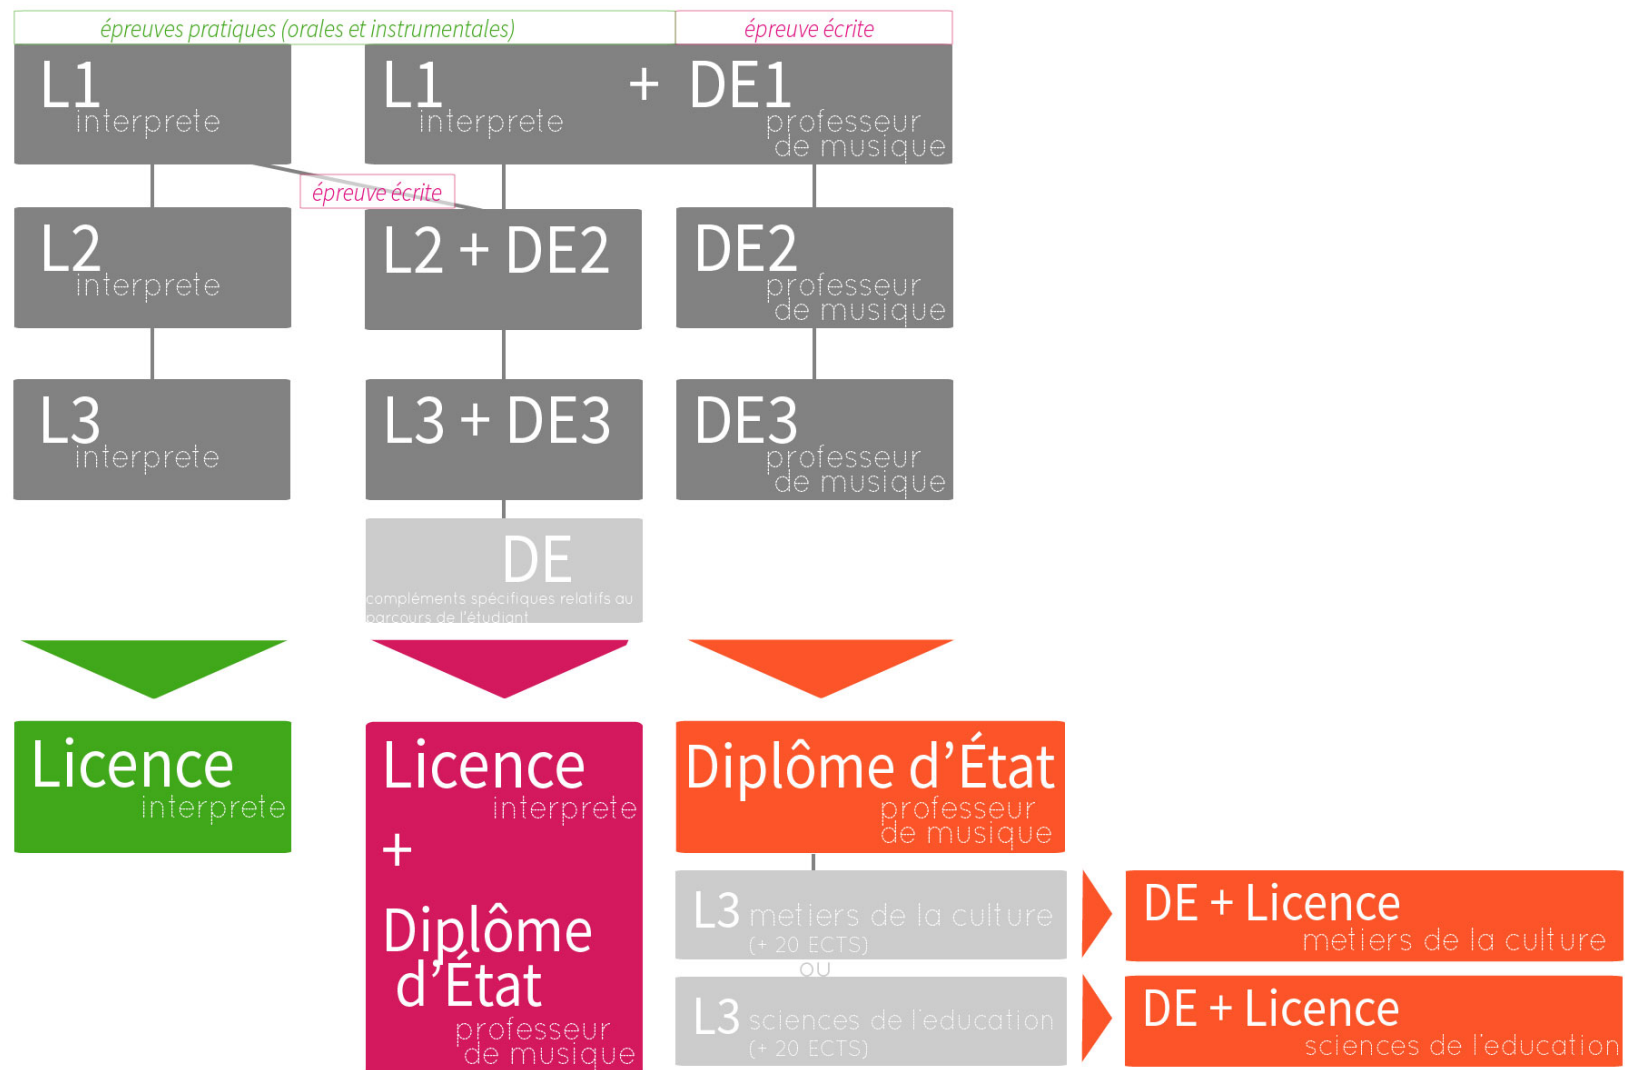 épreuves pratiques (orales et instrumentales)
épreuve écrite
L1
interprete
L1 + DE1
interprete
professeur
de musique
épreuve écrite
L2
interprete
L2 + DE2
DE2
professeur
de musique
L3
interprete
L3 + DE3
DE3
professeur
de musique
DE
compléments spécifiques relatifs au
parcours de l'étudiant
Licence
interprete
Licence
interprete
+
Diplôme
d’État
professeur
de musique
Diplôme d’État
professeur
de musique
L3 metiers de la culture
(+ 20 ECTS)
ou
L3 sciences de l'education
(+ 20 ECTS)
DE + Licence
metiers de la culture
DE + Licence
sciences de l'education